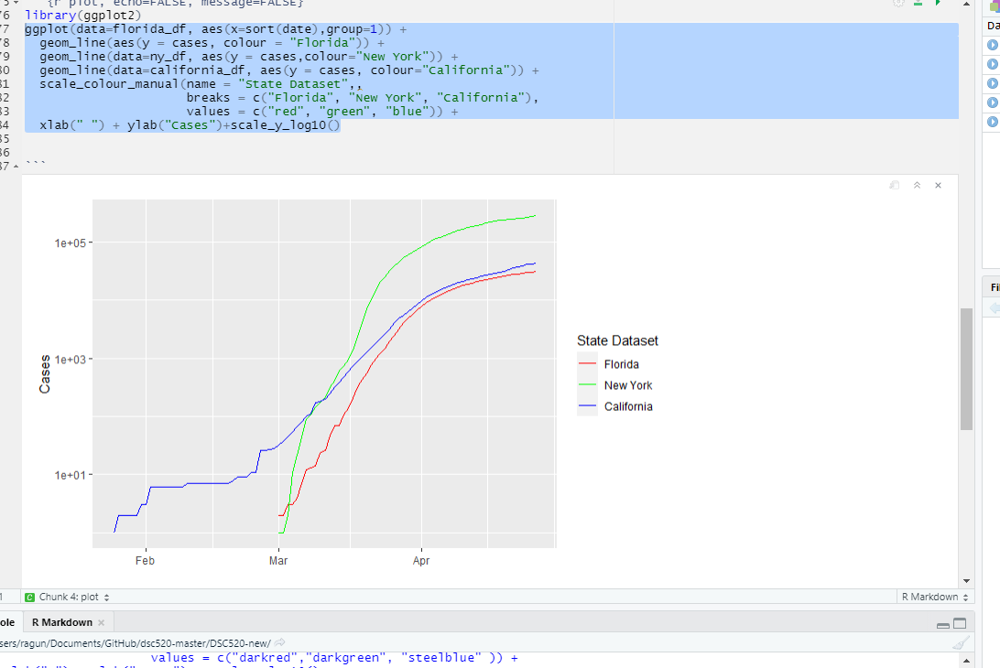 {r plot, echo=FALSE, message=FALSE}
76 library(ggplot2)
77 ggplot(data=florida_df, aes(x=sort(date),group=1)) +
78 geom_line(aes(y = cases, colour = "Florida")) +
79 geom_line(data=ny_df, aes(y = cases,colour="New York")) +
80 geom_line(data=california_df, aes(y = cases, colour="California")) +
81 scale_colour_manual(name = "State Dataset",,
82 breaks = c("Florida", "New York", "California"),
83 values = c("red", "green", "blue")) +
84 xlab(" ") + ylab("Cases")+scale_y_log10()
85
86
87 ```
Da
1e+05
1e+03
1e+01
Cases
Feb
Mar
Apr
State Dataset
Florida
New York
California
Fi
1
C Chunk 4: plot
R Markdown
ole R Markdown ×
sers/ragun/Documents/GitHub/dsc520-master/DSC520-new/
values = c("darkred","darkgreen", "steelblue" )) +